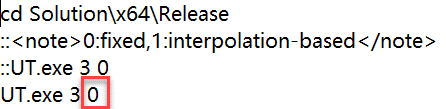 cd Solution\x64\Release
::<note>0:fixed,1:interpolation-based</note>
::UT.exe 3 0
UT.exe 3 0